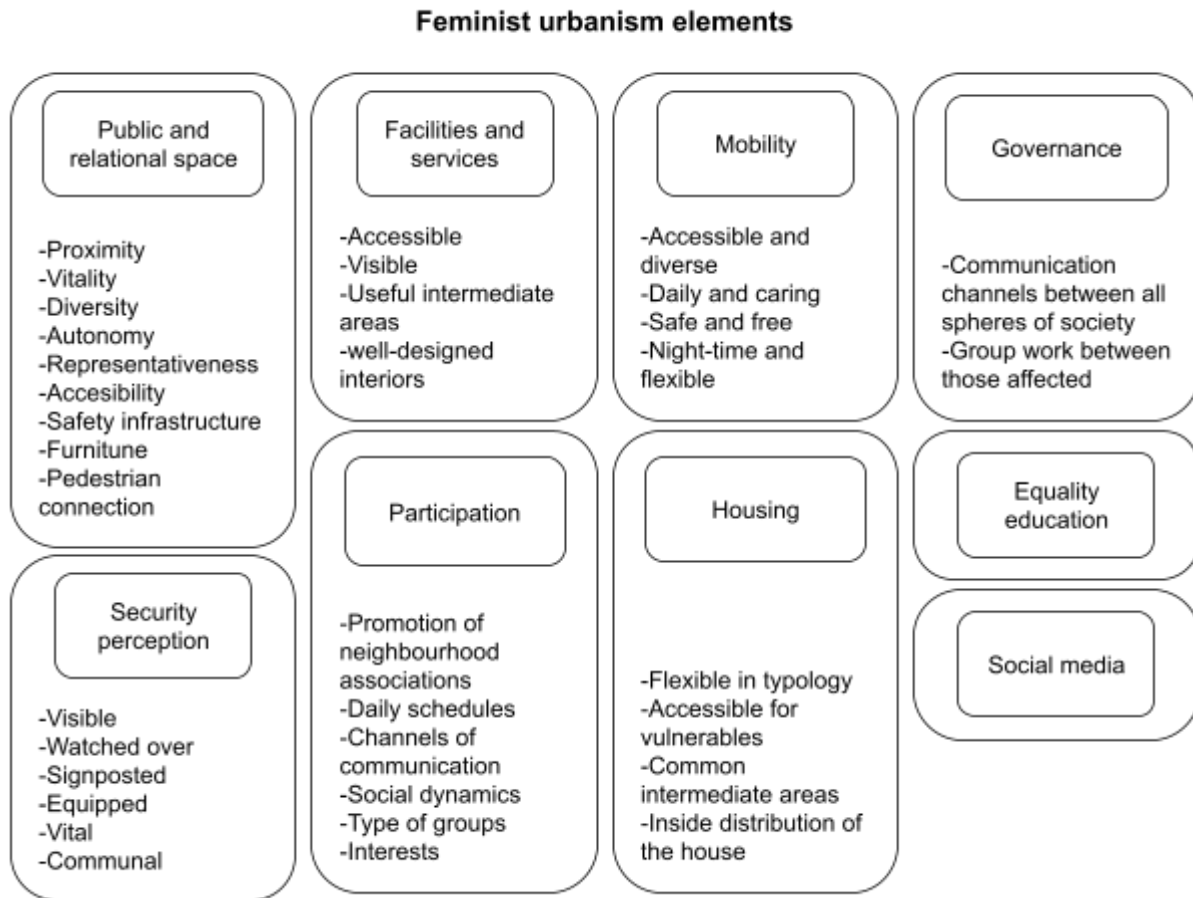 Feminist urbanism elements
Public and
relational space
-Proximity
-Vitality
-Diversity
-Autonomy
-Representativeness
-Accesibility
-Safety infrastructure
-Furnitune
-Pedestrian
connection
Facilities and
services
-Accessible
-Visible
-Useful intermediate
areas
-well-designed
interiors
Mobility
-Accessible and
diverse
-Daily and caring
-Safe and free
-Night-time and
flexible
Governance
-Communication
channels between all
spheres of society
-Group work between
those affected
Security
perception
-Visible
-Watched over
-Signposted
-Equipped
-Vital
-Communal
Participation
-Promotion of
neighbourhood
associations
-Daily schedules
-Channels of
communication
-Social dynamics
-Type of groups
-Interests
Housing
-Flexible in typology
-Accessible for
vulnerables
-Common
intermediate areas
-Inside distribution of
the house
Equality
education
Social media